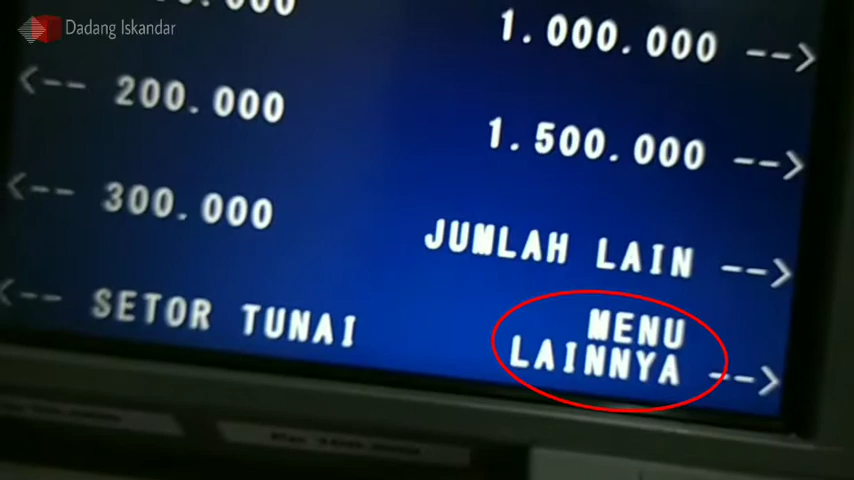 Dadang Iskandar
1.000.000 -->
<-- 200.000
1.500.000 -->
<-- 300.000
JUMLAH LAIN -->
<-- SETOR TUNAI
MENU
LAINNYA -->